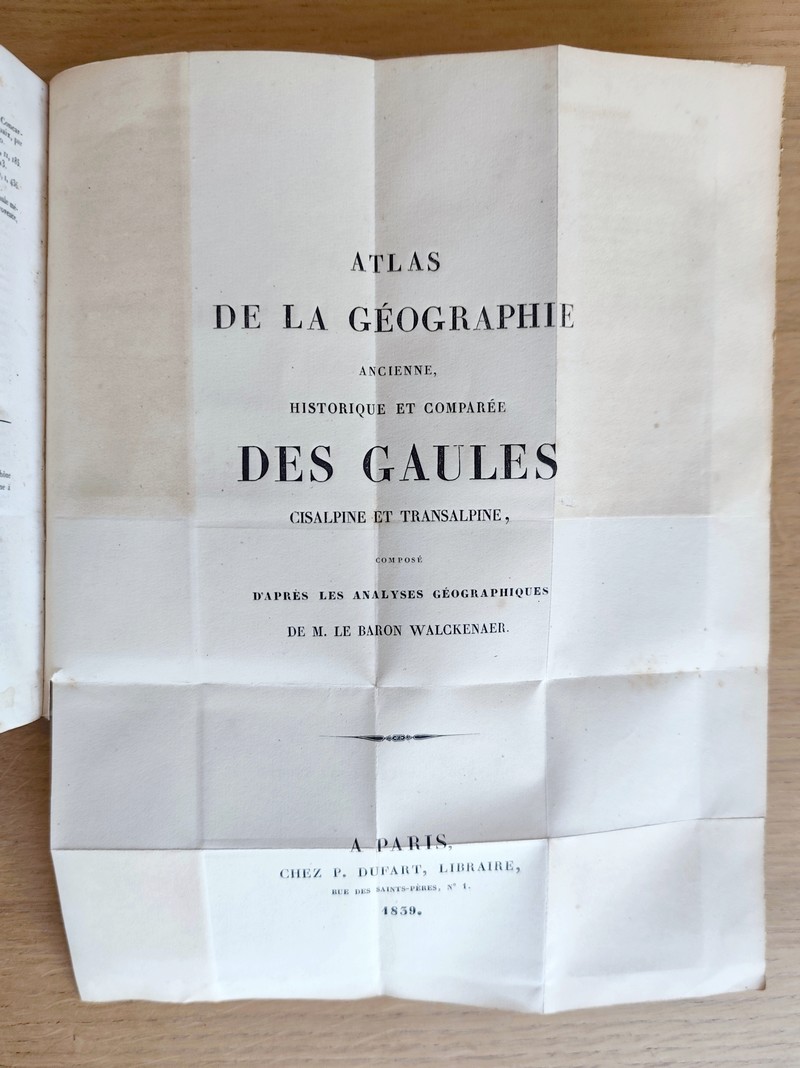 ATLAS
DE LA GÉOGRAPHIE
ANCIENNE,
HISTORIQUE ET COMPARÉE
DES GAULES
CISALPINE ET TRANSALPINE,
COMPOSÉ
D'APRÈS LES ANALYSES GÉOGRAPHIQUES
DE M. LE BARON WALCKENAER.
A PARIS,
CHEZ P. DUFART, LIBRAIRE,
RUE DES SAINTS-PÈRES, N° 1.
1839.